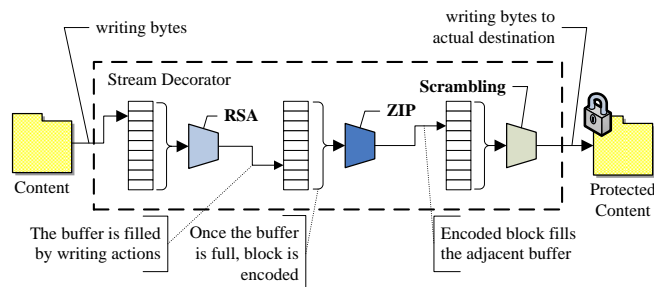 writing bytes
writing bytes to
actual destination
Stream Decorator
RSA
ZIP
Scrambling
Content
Protected
Content
The buffer is filled
by writing actions
Once the buffer
is full, block is
encoded
Encoded block fills
the adjacent buffer